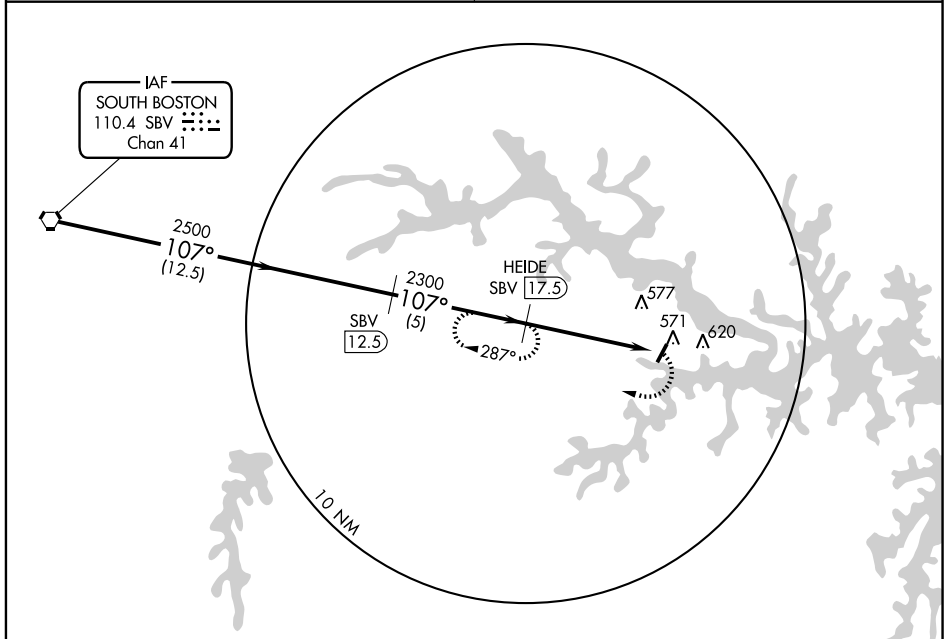 IAF
SOUTH BOSTON
110.4 SBV
Chan 41
2500
107°
(12.5)
2300
107°
(5)
HEIDE
SBV 17.5
SBV
12.5
287°
577
571
620
10 NM